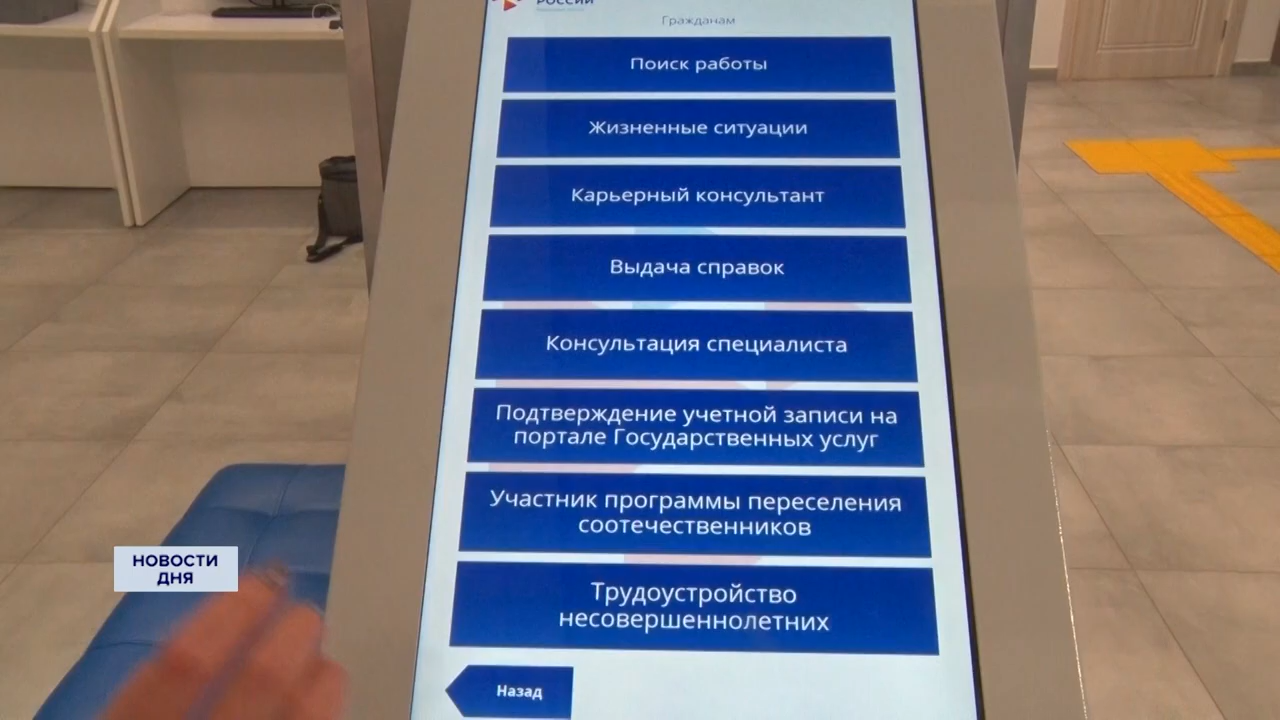 РОССИИ
Гражданам
Поиск работы
Жизненные ситуации
Карьерный консультант
Выдача справок
Консультация специалиста
Подтверждение учетной записи на
портале Государственных услуг
Участник программы переселения
соотечественников
Трудоустройство
несовершеннолетних
Назад
НОВОСТИ
ДНЯ